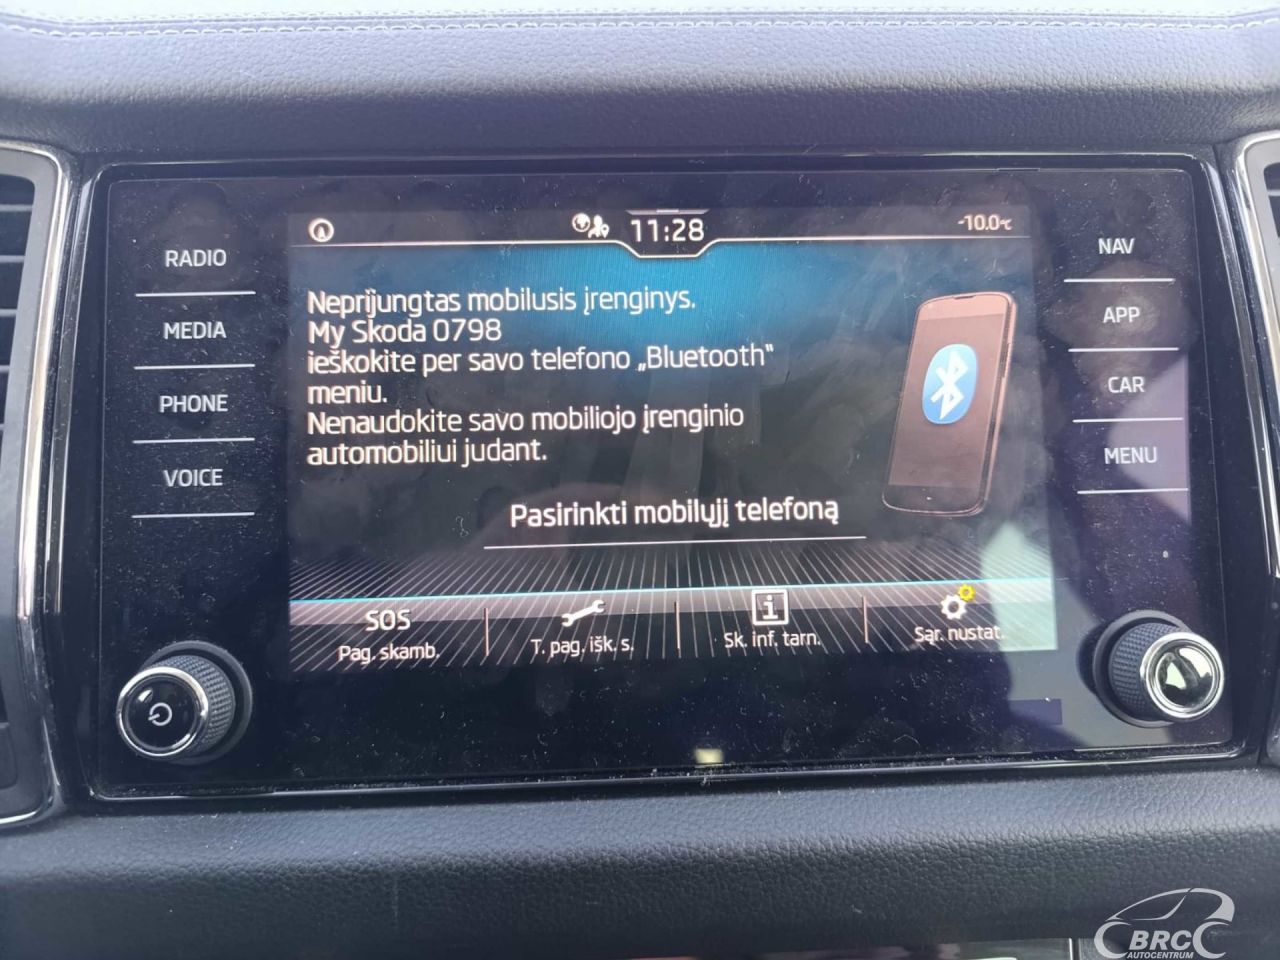 RADIO
MEDIA
PHONE
VOICE
11:28
-10.0°C
Neprijungtas mobilusis įrenginys.
My Skoda 0798
ieškokite per savo telefono „Bluetooth“
meniu.
Nenaudokite savo mobiliojo įrenginio
automobiliui judant.
Pasirinkti mobilųjį telefoną
SOS
Pag. skamb.
T. pag. išk. s.
Sk. inf. tarn.
Sąr. nustat.
NAV
APP
CAR
MENU
BRC
AUTOCENTRUM